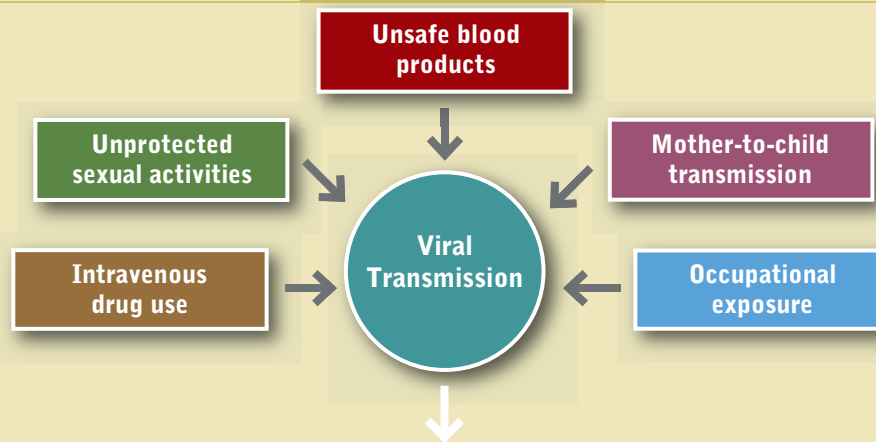 Unsafe blood
products
Unprotected
sexual activities
Mother-to-child
transmission
Viral
Transmission
Intravenous
drug use
Occupational
exposure